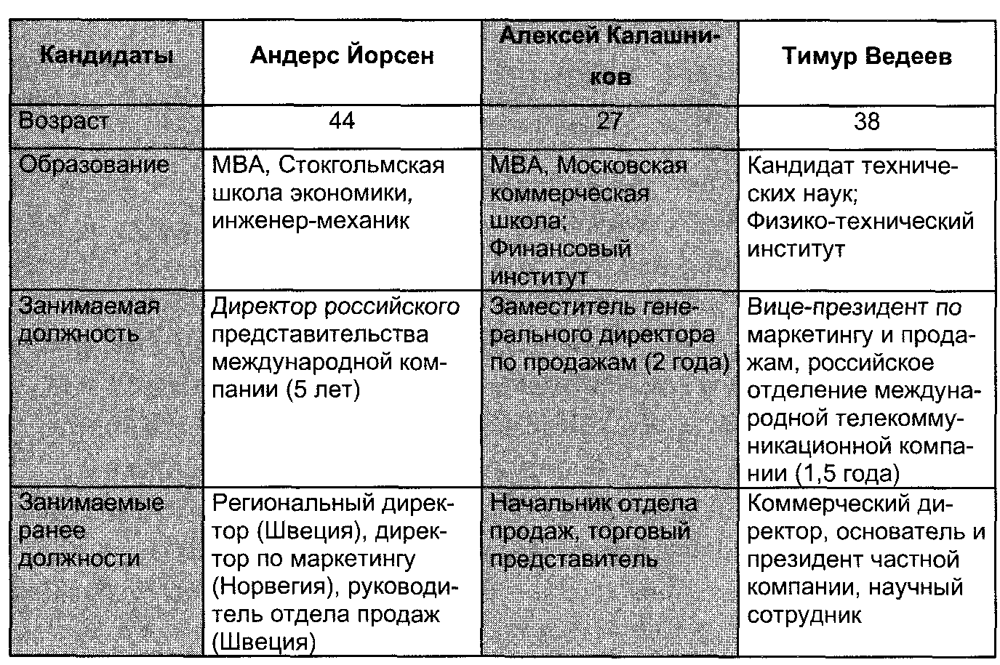 Кандидаты
Андерс Йорсен
Алексей Калашни-
ков
Тимур Ведеев
Возраст
44
27
38
Образование
МВА, Стокгольмская
школа экономики,
инженер-механик
МВА, Московская
коммерческая
школа;
Финансовый
институт
Кандидат техниче-
ских наук;
Физико-технический
институт
Занимаемая
должность
Директор российского
представительства
международной ком-
пании (5 лет)
Заместитель гене-
рального директора
по продажам (2 года)
Вице-президент по
маркетингу и прода-
жам, российское
отделение междуна-
родной телекомму-
никационной компа-
нии (1,5 года)
Занимаемые
ранее
должности
Региональный дирек-
тор (Швеция), дирек-
тор по маркетингу
(Норвегия), руководи-
тель отдела продаж
(Швеция)
Начальник отдела
продаж, торговый
представитель
Коммерческий ди-
ректор, основатель и
президент частной
компании, научный
сотрудник